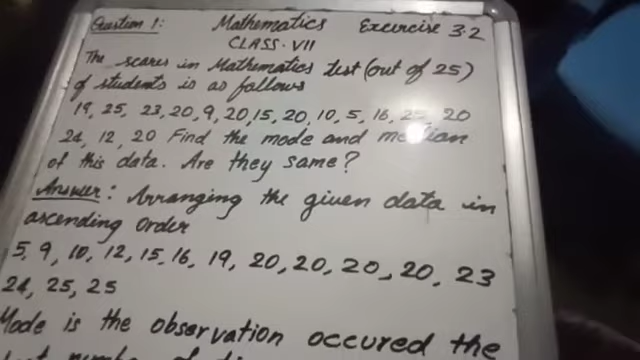 Question 1: Mathematics Excercise 3.2
CLASS-VII
The scores in Mathematics test (out of 25)
of students is as follows
19, 25, 23, 20, 9, 20, 15, 20, 10, 5, 16, 20
24, 12, 20 Find the mode and median
of this data. Are they same?
Answer: Arranging the given data in
ascending order
5, 9, 10, 12, 15, 16, 19, 20, 20, 20, 20, 23
24, 25, 25
Mode is the observation occured the
number of